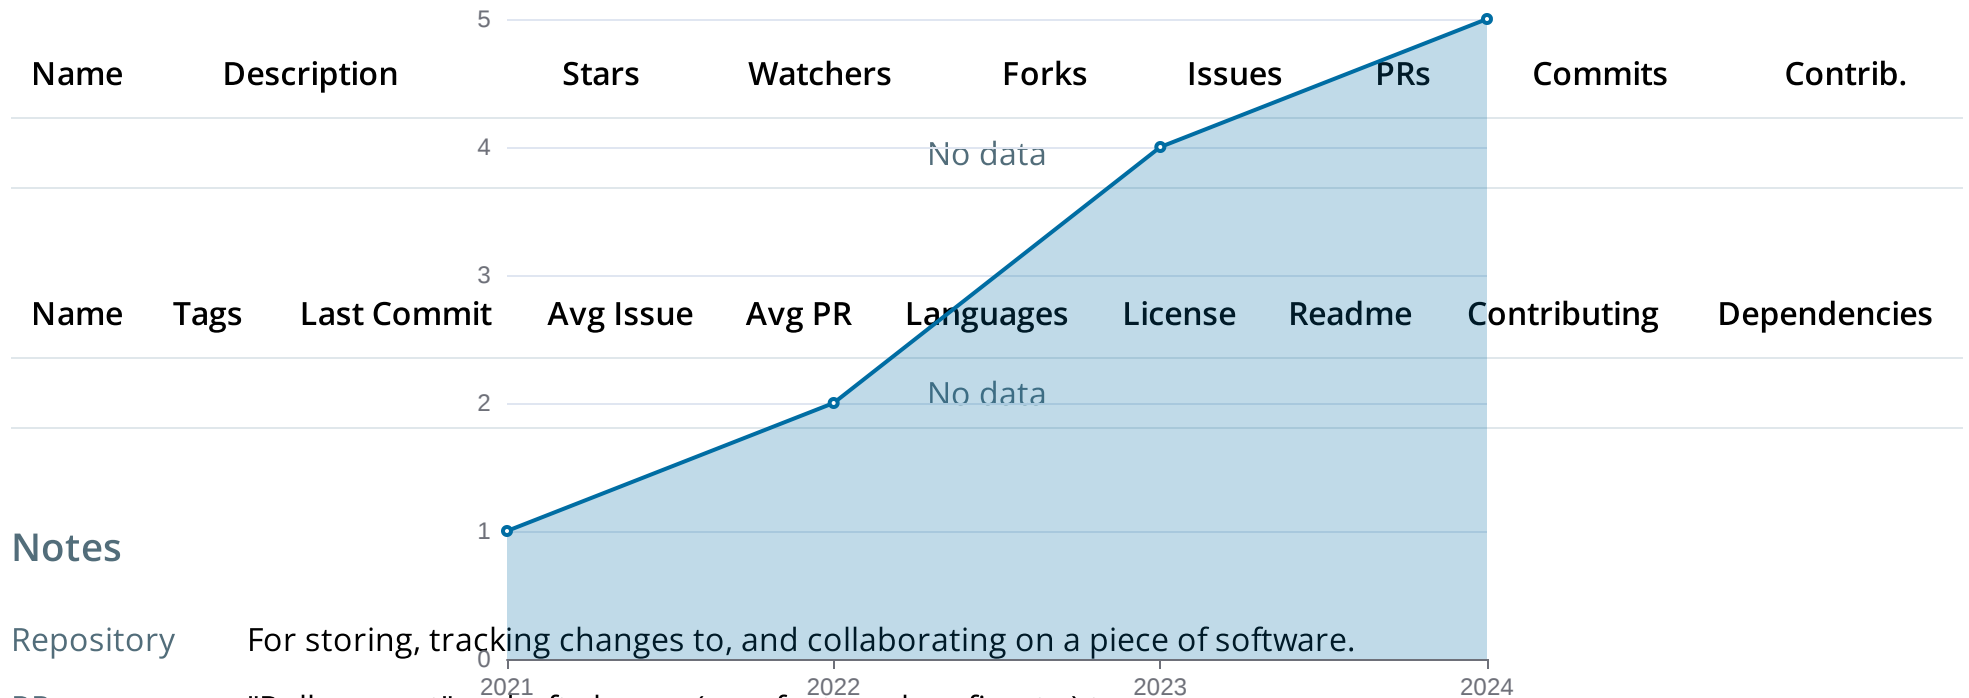 5
Name Description Stars Watchers Forks Issues PRs Commits Contrib.
4 No data
3
Name Tags Last Commit Avg Issue Avg PR Languages License Readme Contributing Dependencies
No data
2
1
Notes
Repository For storing, tracking changes to, and collaborating on a piece of software.
0
2021 2022 2023 2024